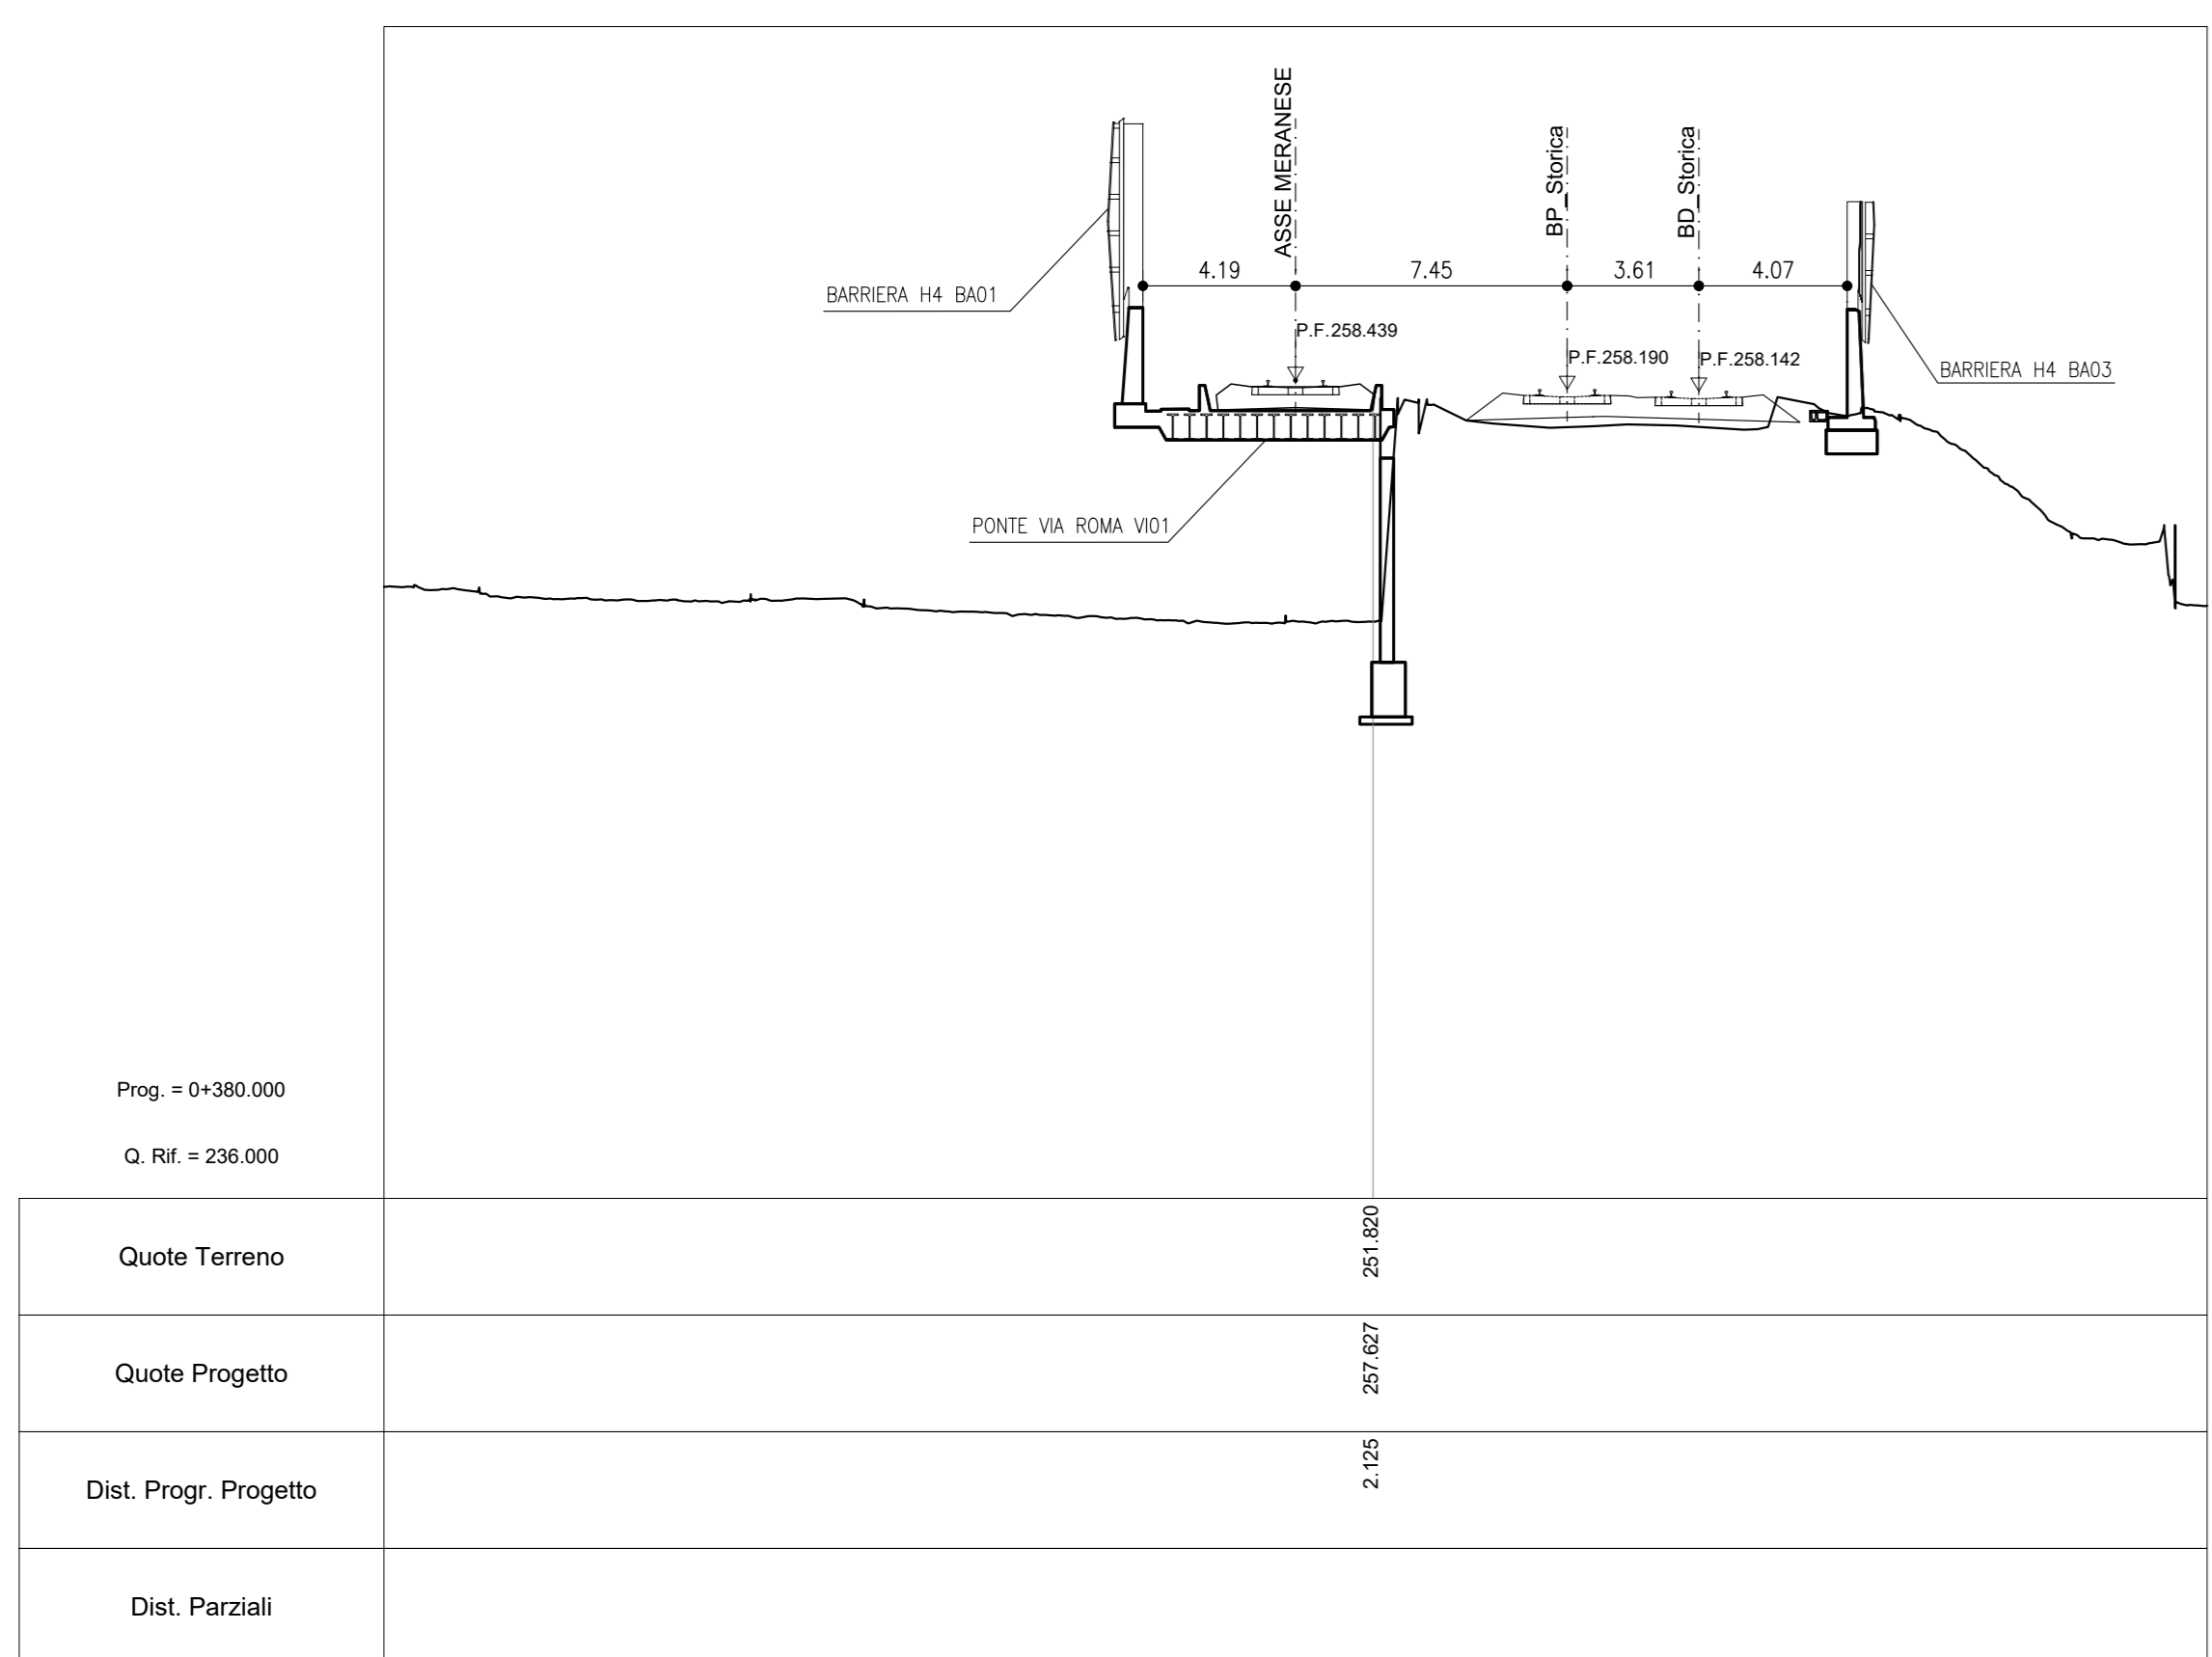 ASSE MERANESE
BP_Storica
BD_Storica
4.19
7.45
3.61
4.07
BARRIERA H4 BA01
P.F.258.439
P.F.258.190
P.F.258.142
BARRIERA H4 BA03
PONTE VIA ROMA VI01
Prog. = 0+380.000
Q. Rif. = 236.000
Quote Terreno
251.820
Quote Progetto
257.627
Dist. Progr. Progetto
2.125
Dist. Parziali